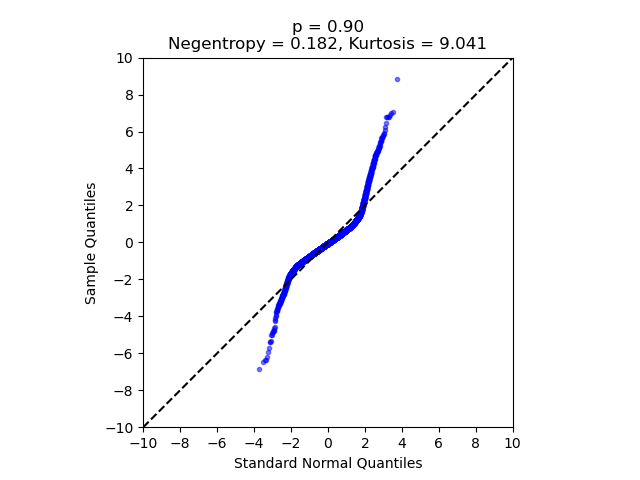 p = 0.90
Negentropy = 0.182, Kurtosis = 9.041
10
8
6
4
2
0
−2
−4
−6
−8
−10
Sample Quantiles
−10 −8 −6 −4 −2 0 2 4 6 8 10
Standard Normal Quantiles